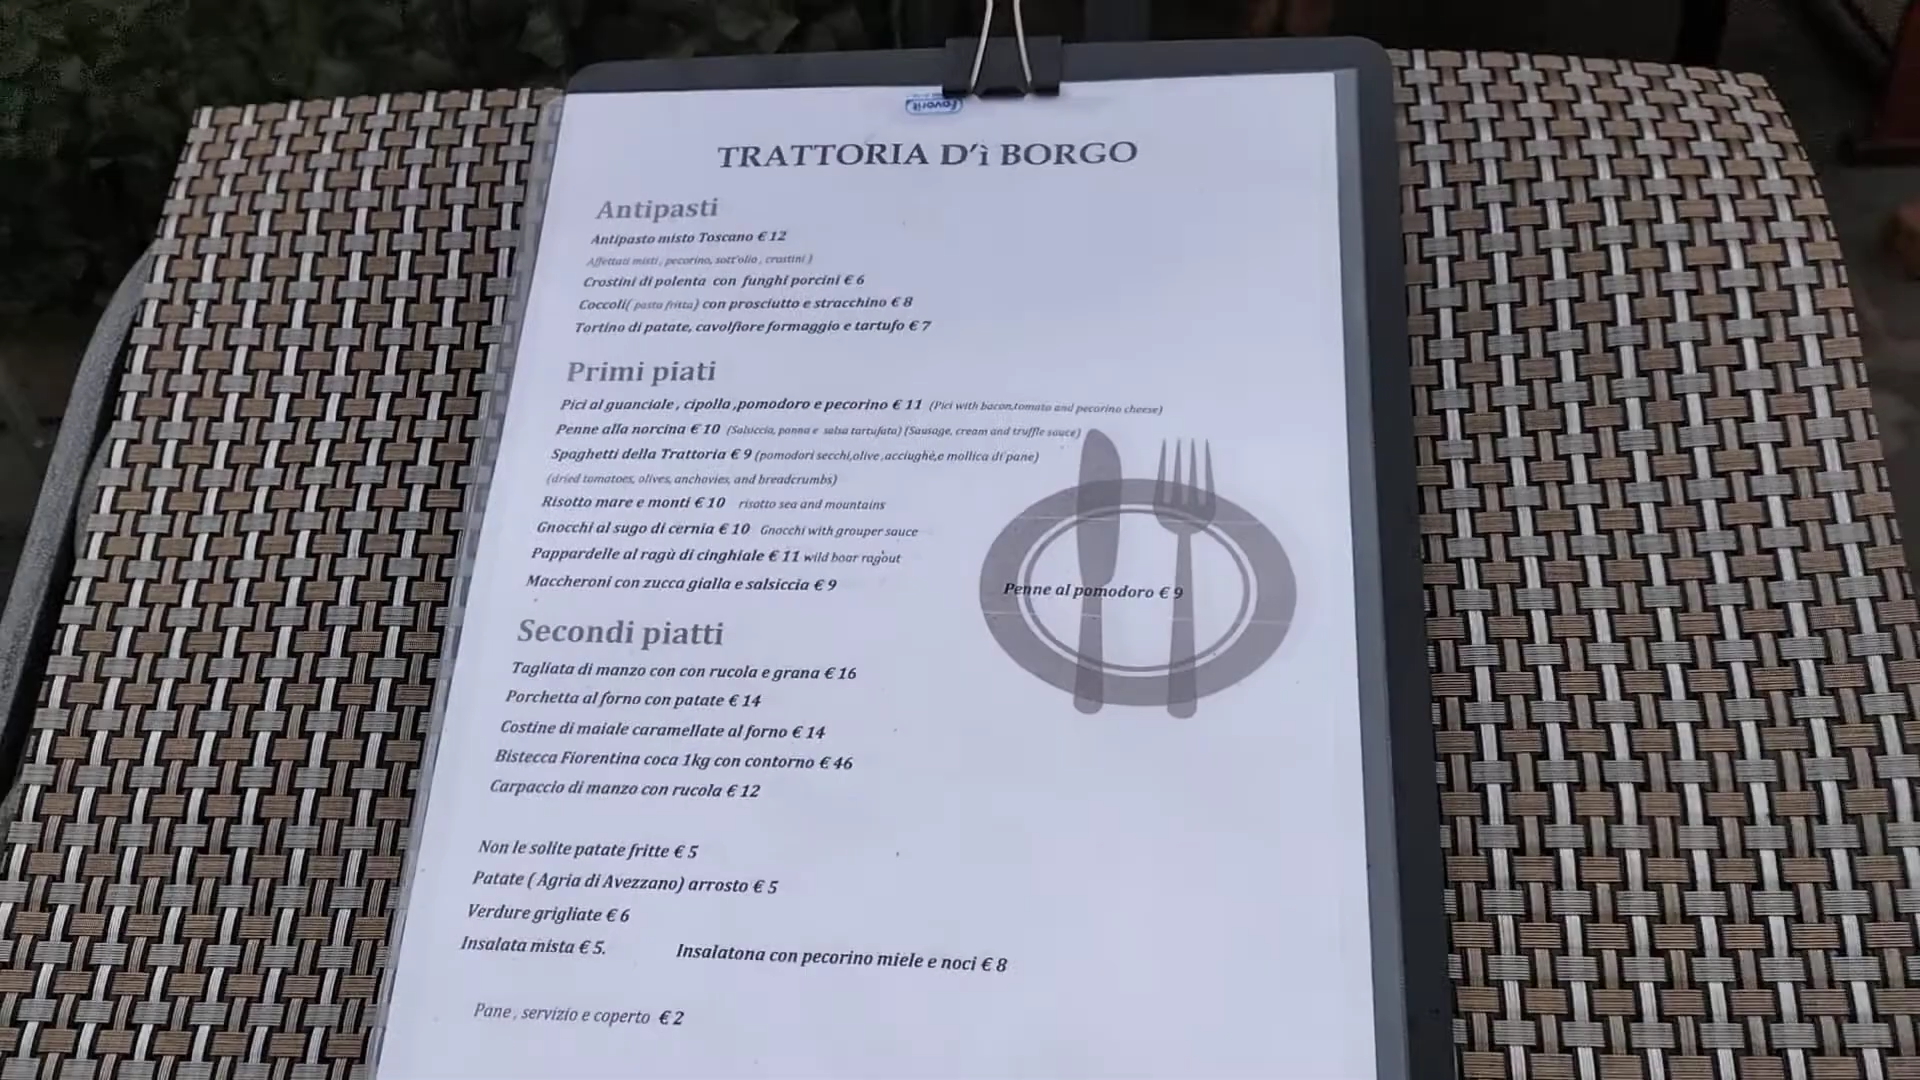 favorit
TRATTORIA D'ì BORGO
Antipasti
Antipasto misto Toscano € 12
Affettati misti, pecorino, sott'olio, crostini )
Crostini di polenta con funghi porcini € 6
Coccoli( pasta fritta) con prosciutto e stracchino € 8
Tortino di patate, cavolfiore formaggio e tartufo € 7
Primi piati
Pici al guanciale, cipolla ,pomodoro e pecorino € 11 (Pici with bacon,tomato and pecorino cheese)
Penne alla norcina € 10 (Salsiccia, panna e salsa tartufata) (Sausage, cream and truffle sauce)
Spaghetti della Trattoria € 9 (pomodori secchi,olive,acciughe,e mollica di pane)
(dried tomatoes, olives, anchovies, and breadcrumbs)
Risotto mare e monti € 10 risotto sea and mountains
Gnocchi al sugo di cernia € 10 Gnocchi with grouper sauce
Pappardelle al ragù di cinghiale € 11 wild boar ragout
Maccheroni con zucca gialla e salsiccia € 9 Penne al pomodoro € 9
Secondi piatti
Tagliata di manzo con con rucola e grana € 16
Porchetta al forno con patate € 14
Costine di maiale caramellate al forno € 14
Bistecca Fiorentina coca 1kg con contorno € 46
Carpaccio di manzo con rucola € 12
Non le solite patate fritte € 5
Patate ( Agria di Avezzano) arrosto € 5
Verdure grigliate € 6
Insalata mista € 5. Insalatona con pecorino miele e noci € 8
Pane, servizio e coperto € 2